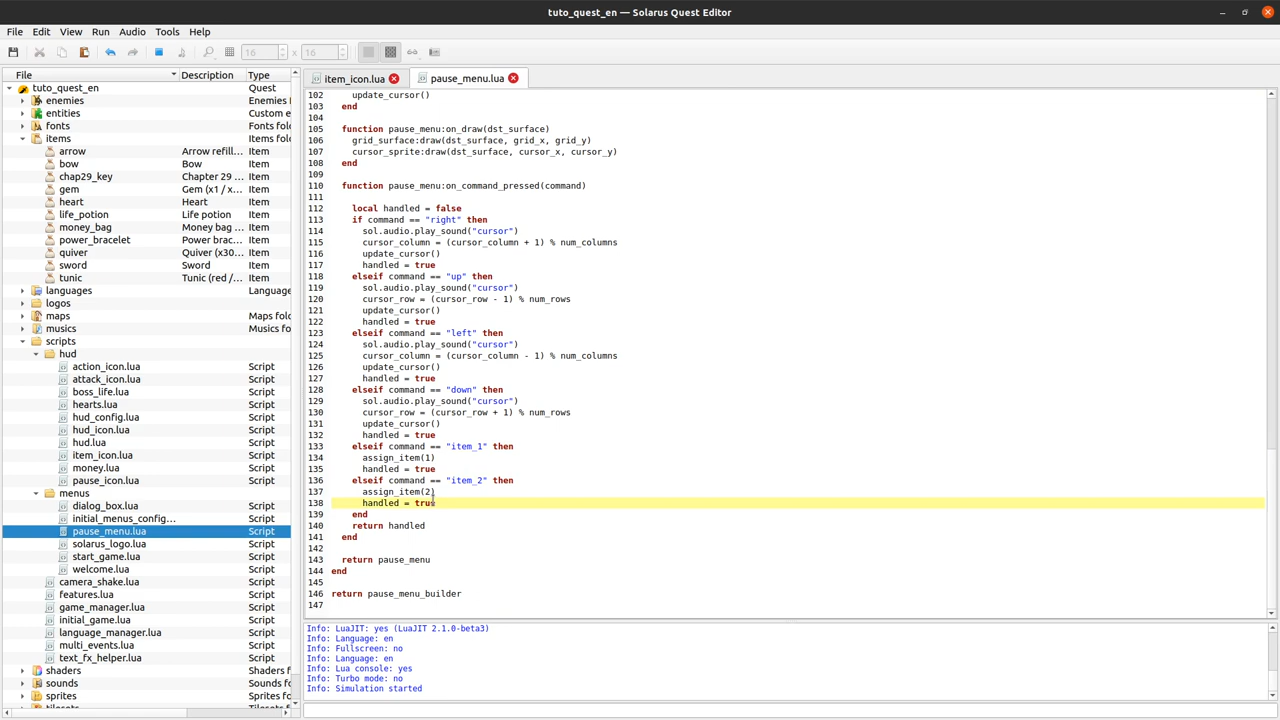 tuto_quest_en — Solarus Quest Editor
File Edit View Run Audio Tools Help
16 x 16
File Description Type
tuto_quest_en Quest
enemies Enemies f
entities Custom e
fonts Fonts fold
items Items fold
arrow Arrow refill... Item
bow Bow Item
chap29_key Chapter 29 ... Item
gem Gem (x1 / x... Item
heart Heart Item
life_potion Life potion Item
money_bag Money bag ... Item
power_bracelet Power brac... Item
quiver Quiver (x30... Item
sword Sword Item
tunic Tunic (red /... Item
languages Language
logos
maps Maps fold
musics Musics fo
scripts
hud
action_icon.lua Script
attack_icon.lua Script
boss_life.lua Script
hearts.lua Script
hud_config.lua Script
hud_icon.lua Script
hud.lua Script
item_icon.lua Script
money.lua Script
pause_icon.lua Script
menus
dialog_box.lua Script
initial_menus_config... Script
pause_menu.lua Script
solarus_logo.lua Script
start_game.lua Script
welcome.lua Script
camera_shake.lua Script
features.lua Script
game_manager.lua Script
initial_game.lua Script
language_manager.lua Script
multi_events.lua Script
text_fx_helper.lua Script
shaders Shaders f
sounds Sounds fo
sprites Sprites fo
item_icon.lua pause_menu.lua
102 update_cursor()
103 end
104
105 function pause_menu:on_draw(dst_surface)
106 grid_surface:draw(dst_surface, grid_x, grid_y)
107 cursor_sprite:draw(dst_surface, cursor_x, cursor_y)
108 end
109
110 function pause_menu:on_command_pressed(command)
111
112 local handled = false
113 if command == "right" then
114 sol.audio.play_sound("cursor")
115 cursor_column = (cursor_column + 1) % num_columns
116 update_cursor()
117 handled = true
118 elseif command == "up" then
119 sol.audio.play_sound("cursor")
120 cursor_row = (cursor_row - 1) % num_rows
121 update_cursor()
122 handled = true
123 elseif command == "left" then
124 sol.audio.play_sound("cursor")
125 cursor_column = (cursor_column - 1) % num_columns
126 update_cursor()
127 handled = true
128 elseif command == "down" then
129 sol.audio.play_sound("cursor")
130 cursor_row = (cursor_row + 1) % num_rows
131 update_cursor()
132 handled = true
133 elseif command == "item_1" then
134 assign_item(1)
135 handled = true
136 elseif command == "item_2" then
137 assign_item(2)
138 handled = true
139 end
140 return handled
141 end
142
143 return pause_menu
144 end
145
146 return pause_menu_builder
147
Info: LuaJIT: yes (LuaJIT 2.1.0-beta3)
Info: Language: en
Info: Fullscreen: no
Info: Language: en
Info: Lua console: yes
Info: Turbo mode: no
Info: Simulation started